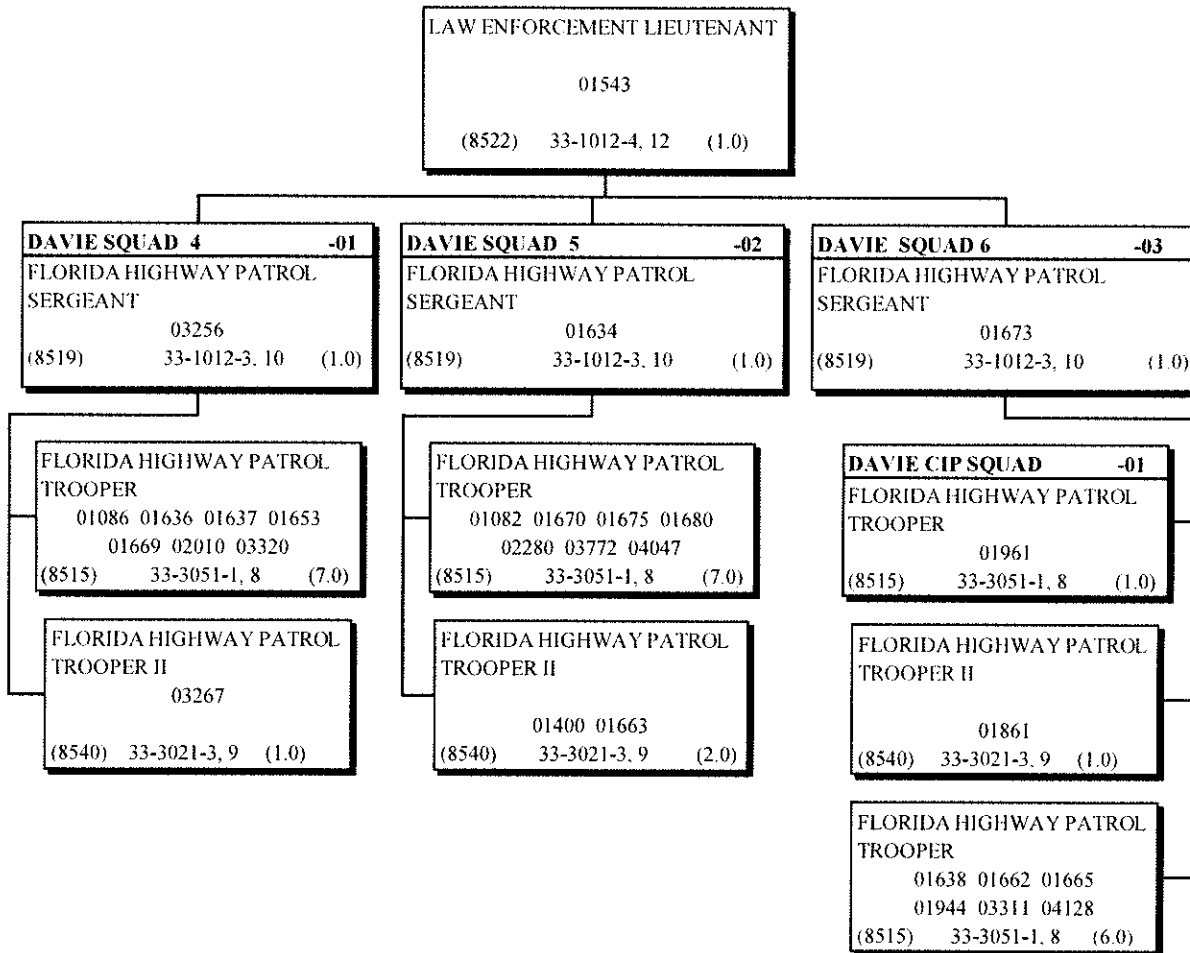 LAW ENFORCEMENT LIEUTENANT
01543
(8522) 33-1012-4, 12 (1.0)
DAVIE SQUAD 4 -01
FLORIDA HIGHWAY PATROL
SERGEANT
03256
(8519) 33-1012-3, 10 (1.0)
FLORIDA HIGHWAY PATROL
TROOPER
01086 01636 01637 01653
01669 02010 03320
(8515) 33-3051-1, 8 (7.0)
FLORIDA HIGHWAY PATROL
TROOPER II
03267
(8540) 33-3021-3, 9 (1.0)
DAVIE SQUAD 5 -02
FLORIDA HIGHWAY PATROL
SERGEANT
01634
(8519) 33-1012-3, 10 (1.0)
FLORIDA HIGHWAY PATROL
TROOPER
01082 01670 01675 01680
02280 03772 04047
(8515) 33-3051-1, 8 (7.0)
FLORIDA HIGHWAY PATROL
TROOPER II
01400 01663
(8540) 33-3021-3, 9 (2.0)
DAVIE SQUAD 6 -03
FLORIDA HIGHWAY PATROL
SERGEANT
01673
(8519) 33-1012-3, 10 (1.0)
DAVIE CIP SQUAD -01
FLORIDA HIGHWAY PATROL
TROOPER
01961
(8515) 33-3051-1, 8 (1.0)
FLORIDA HIGHWAY PATROL
TROOPER II
01861
(8540) 33-3021-3, 9 (1.0)
FLORIDA HIGHWAY PATROL
TROOPER
01638 01662 01665
01944 03311 04128
(8515) 33-3051-1, 8 (6.0)